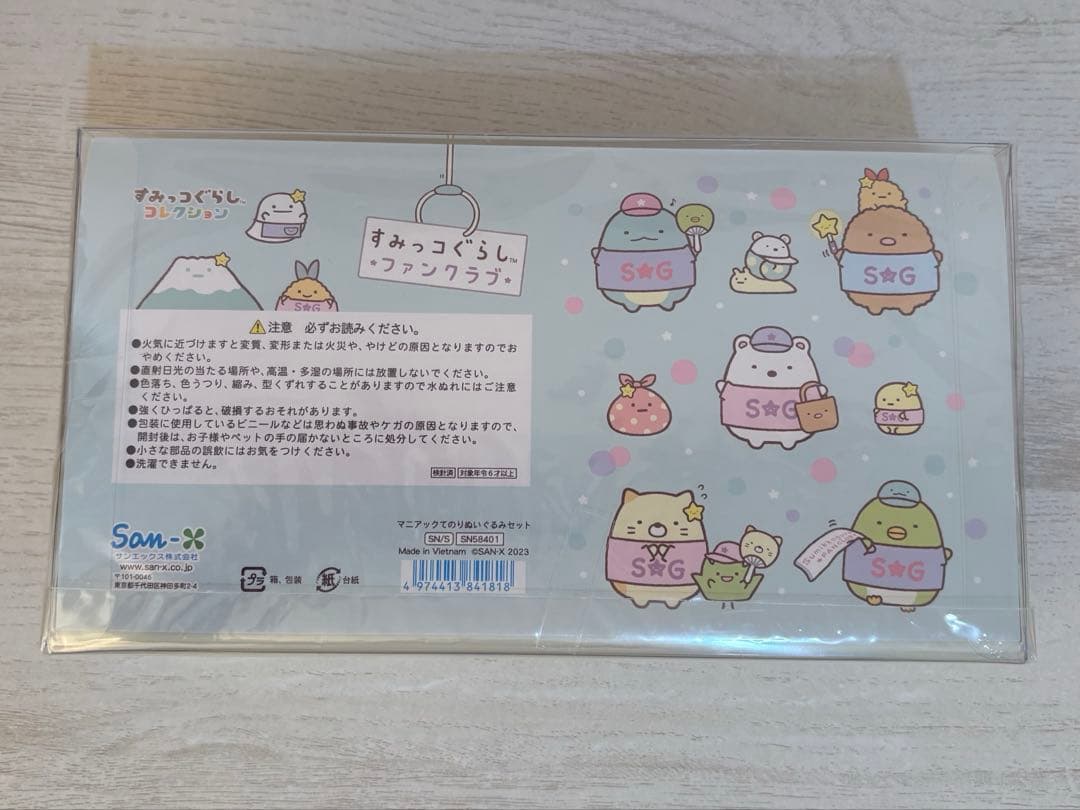 すみっコぐらし™
コレクション
すみっコぐらし™
ファンクラブ
S★G
⚠注意 必ずお読みください。
●火気に近づけますと変質、変形または火災や、やけどの原因となりますのでお
やめください。
●直射日光の当たる場所や、高温・多湿の場所には放置しないでください。
●色落ち、色うつり、縮み、型くずれすることがありますので水ぬれにはご注意
ください。
●強くひっぱると、破損するおそれがあります。
●包装に使用しているビニールなどは思わぬ事故やケガの原因となりますので、
開封後は、お子様やペットの手の届かないところに処分してください。
●小さな部品の誤飲にはお気をつけください。
●洗濯できません。
検針済 対象年令6才以上
San-X
サンエックス株式会社
www.san-x.co.jp
〒101-0046
東京都千代田区神田多町2-4
プラ 箱、包装 紙 台紙
マニアックてのりぬいぐるみセット
SN/S SN58401
Made in Vietnam ©SAN-X 2023
4 974413 841818
S★G
S★G
S★G
S★G
S★G
S★G